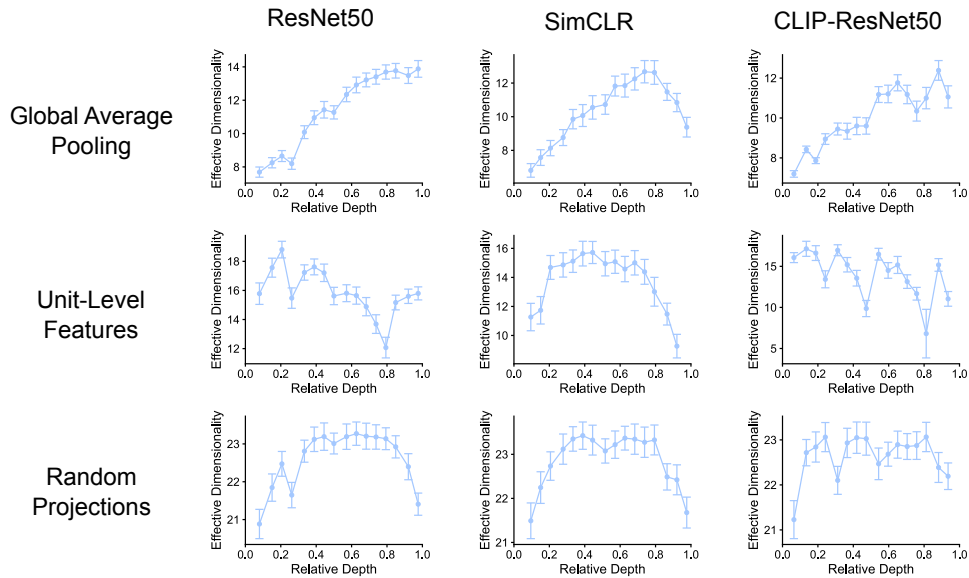 ResNet50
SimCLR
CLIP-ResNet50
Global Average
Pooling
Effective Dimensionality
14
12
10
8
0.0 0.2 0.4 0.6 0.8 1.0
Relative Depth
Effective Dimensionality
12
10
8
0.0 0.2 0.4 0.6 0.8 1.0
Relative Depth
Effective Dimensionality
12
10
8
0.0 0.2 0.4 0.6 0.8 1.0
Relative Depth
Unit-Level
Features
Effective Dimensionality
18
16
14
12
0.0 0.2 0.4 0.6 0.8 1.0
Relative Depth
Effective Dimensionality
16
14
12
10
0.0 0.2 0.4 0.6 0.8 1.0
Relative Depth
Effective Dimensionality
15
10
5
0.0 0.2 0.4 0.6 0.8 1.0
Relative Depth
Random
Projections
Effective Dimensionality
23
22
21
0.0 0.2 0.4 0.6 0.8 1.0
Relative Depth
Effective Dimensionality
23
22
21
0.0 0.2 0.4 0.6 0.8 1.0
Relative Depth
Effective Dimensionality
23
22
21
0.0 0.2 0.4 0.6 0.8 1.0
Relative Depth